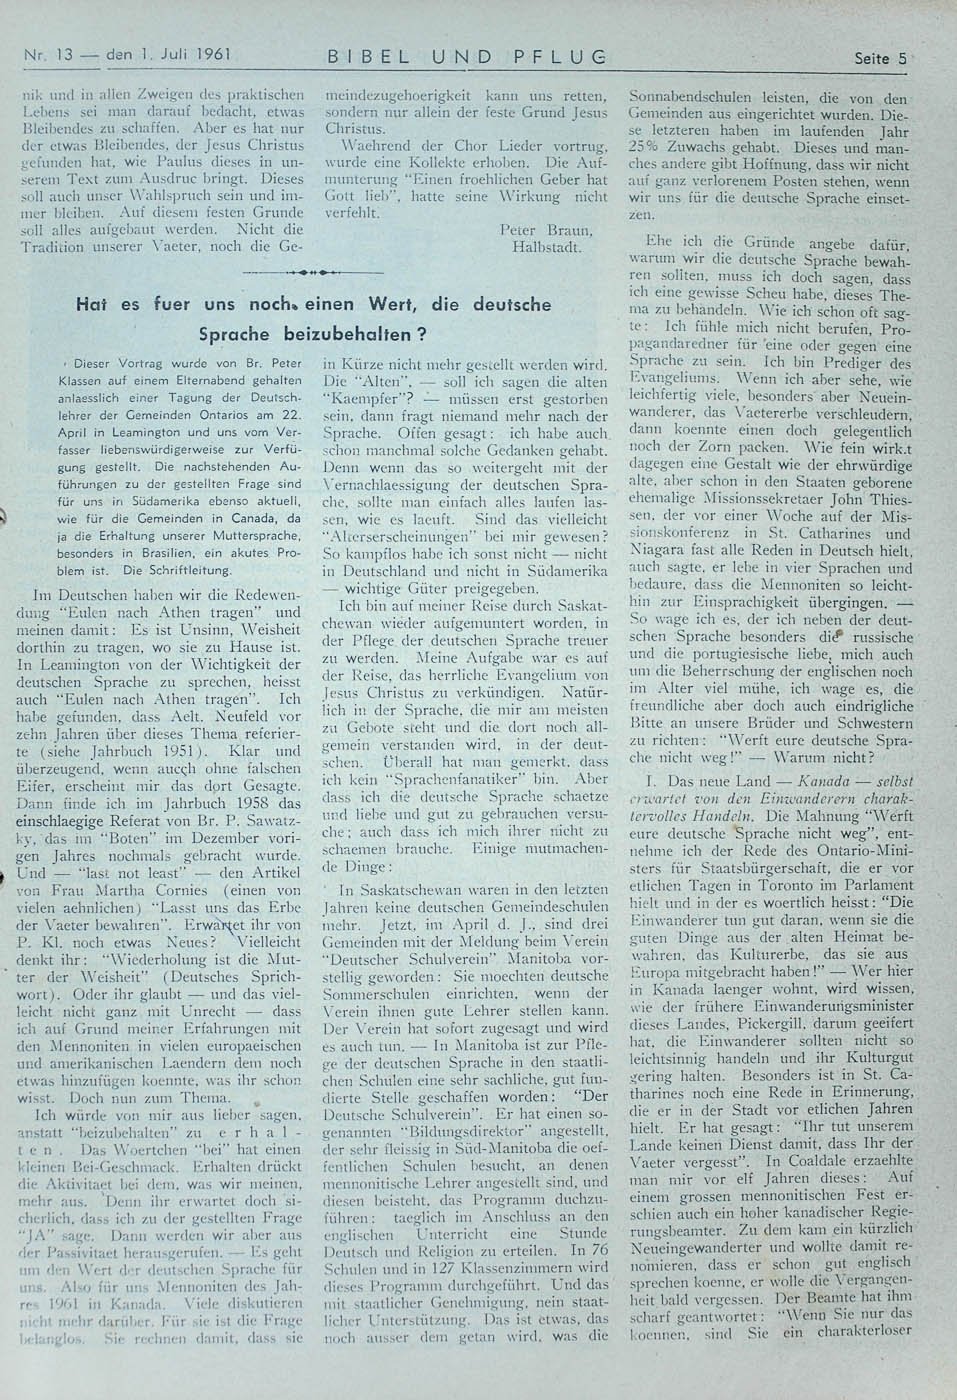 Nr. 13 — den 1. Juli 1961 BIBEL UND PFLUG Seite 5
nik und in allen Zweigen des praktischen
Lebens sei man darauf bedacht, etwas
Bleibendes zu schaffen. Aber es hat nur
der etwas Bleibendes, der Jesus Christus
gefunden hat, wie Paulus dieses in un-
serem Text zum Ausdruc bringt. Dieses
soll auch unser Wahlspruch sein und im-
mer bleiben. Auf diesem festen Grunde
soll alles aufgebaut werden. Nicht die
Tradition unserer Vaeter, noch die Ge-
meindezugehoerigkeit kann uns retten,
sondern nur allein der feste Grund Jesus
Christus.
Waehrend der Chor Lieder vortrug,
wurde eine Kollekte erhoben. Die Auf-
munterung "Einen froehlichen Geber hat
Gott lieb", hatte seine Wirkung nicht
verfehlt.
Peter Braun,
Halbstadt.
Hat es fuer uns noch einen Wert, die deutsche
Sprache beizubehalten?
Dieser Vortrag wurde von Br. Peter
Klassen auf einem Elternabend gehalten
anlaesslich einer Tagung der Deutsch-
lehrer der Gemeinden Ontarios am 22.
April in Leamington und uns vom Ver-
fasser liebenswürdigerweise zur Verfü-
gung gestellt. Die nachstehenden Au-
führungen zu der gestellten Frage sind
für uns in Südamerika ebenso aktuell,
wie für die Gemeinden in Canada, da
ja die Erhaltung unserer Muttersprache,
besonders in Brasilien, ein akutes Pro-
blem ist. Die Schriftleitung.
Im Deutschen haben wir die Redewen-
dung "Eulen nach Athen tragen" und
meinen damit: Es ist Unsinn, Weisheit
dorthin zu tragen, wo sie zu Hause ist.
In Leamington von der Wichtigkeit der
deutschen Sprache zu sprechen, heisst
auch "Eulen nach Athen tragen". Ich
habe gefunden, dass Aelt. Neufeld vor
zehn Jahren über dieses Thema referier-
te (siehe Jahrbuch 1951). Klar und
überzeugend, wenn aucçh ohne falschen
Eifer, erscheint mir das dort Gesagte.
Dann finde ich im Jahrbuch 1958 das
einschlaegige Referat von Br. P. Sawatz-
ky, das im "Boten" im Dezember vori-
gen Jahres nochmals gebracht wurde.
Und — "last not least" — den Artikel
von Frau Martha Cornies (einen von
vielen aehnlichen) "Lasst uns das Erbe
der Vaeter bewahren". Erwartet ihr von
P. Kl. noch etwas Neues? Vielleicht
denkt ihr: "Wiederholung ist die Mut-
ter der Weisheit" (Deutsches Sprich-
wort). Oder ihr glaubt — und das viel-
leicht nicht ganz mit Unrecht — dass
ich auf Grund meiner Erfahrungen mit
den Mennoniten in vielen europaeischen
und amerikanischen Laendern dem noch
etwas hinzufügen koennte, was ihr schon
wisst. Doch nun zum Thema.
Ich würde von mir aus lieber sagen,
anstatt "beizubehalten" zu e r h a l -
t e n . Das Woertchen "bei" hat einen
kleinen Bei-Geschmack. Erhalten drückt
die Aktivitaet bei dem, was wir meinen,
mehr aus. Denn ihr erwartet doch si-
cherlich, dass ich zu der gestellten Frage
"JA" sage. Dann werden wir aber aus
der Passivitaet herausgerufen. — Es geht
um den Wert der deutschen Sprache für
uns. Also für uns Mennoniten des Jah-
res 1961 in Kanada. Viele diskutieren
nicht mehr darüber. Für sie ist die Frage
belanglos. Sie rechnen damit, dass sie
in Kürze nicht mehr gestellt werden wird.
Die "Alten", — soll ich sagen die alten
"Kaempfer"? — müssen erst gestorben
sein, dann fragt niemand mehr nach der
Sprache. Offen gesagt: ich habe auch
schon manchmal solche Gedanken gehabt.
Denn wenn das so weitergeht mit der
Vernachlaessigung der deutschen Spra-
che, sollte man einfach alles laufen las-
sen, wie es laeuft. Sind das vielleicht
"Alterserscheinungen" bei mir gewesen?
So kampflos habe ich sonst nicht — nicht
in Deutschland und nicht in Südamerika
— wichtige Güter preigegeben.
Ich bin auf meiner Reise durch Saskat-
chewan wieder aufgemuntert worden, in
der Pflege der deutschen Sprache treuer
zu werden. Meine Aufgabe war es auf
der Reise, das herrliche Evangelium von
Jesus Christus zu verkündigen. Natür-
lich in der Sprache, die mir am meisten
zu Gebote steht und die dort noch all-
gemein verstanden wird, in der deut-
schen. Überall hat man gemerkt, dass
ich kein "Sprachenfanatiker" bin. Aber
dass ich die deutsche Sprache schaetze
und liebe und gut zu gebrauchen versu-
che; auch dass ich mich ihrer nicht zu
schaemen brauche. Einige mutmachen-
de Dinge:
In Saskatschewan waren in den letzten
Jahren keine deutschen Gemeindeschulen
mehr. Jetzt, im April d. J., sind drei
Gemeinden mit der Meldung beim Verein
"Deutscher Schulverein" Manitoba vor-
stellig geworden: Sie moechten deutsche
Sommerschulen einrichten, wenn der
Verein ihnen gute Lehrer stellen kann.
Der Verein hat sofort zugesagt und wird
es auch tun. — In Manitoba ist zur Pfle-
ge der deutschen Sprache in den staatli-
chen Schulen eine sehr sachliche, gut fun-
dierte Stelle geschaffen worden: "Der
Deutsche Schulverein". Er hat einen so-
genannten "Bildungsdirektor" angestellt,
der sehr fleissig in Süd-Manitoba die oef-
fentlichen Schulen besucht, an denen
mennonitische Lehrer angestellt sind, und
diesen beisteht, das Programm duchzu-
führen: taeglich im Anschluss an den
englischen Unterricht eine Stunde
Deutsch und Religion zu erteilen. In 76
Schulen und in 127 Klassenzimmern wird
dieses Programm durchgeführt. Und das
mit staatlicher Genehmigung, nein staat-
licher Unterstützung. Das ist etwas, das
noch ausser dem getan wird, was die
Sonnabendschulen leisten, die von den
Gemeinden aus eingerichtet wurden. Die-
se letzteren haben im laufenden Jahr
25% Zuwachs gehabt. Dieses und man-
ches andere gibt Hoffnung, dass wir nicht
auf ganz verlorenem Posten stehen, wenn
wir uns für die deutsche Sprache einset-
zen.
Ehe ich die Gründe angebe dafür,
warum wir die deutsche Sprache bewah-
ren sollten, muss ich doch sagen, dass
ich eine gewisse Scheu habe, dieses The-
ma zu behandeln. Wie ich schon oft sag-
te: Ich fühle mich nicht berufen, Pro-
pagandaredner für eine oder gegen eine
Sprache zu sein. Ich bin Prediger des
Evangeliums. Wenn ich aber sehe, wie
leichfertig viele, besonders aber Neuein-
wanderer, das Vaetererbe verschleudern,
dann koennte einen doch gelegentlich
noch der Zorn packen. Wie fein wirk.t
dagegen eine Gestalt wie der ehrwürdige
alte, aber schon in den Staaten geborene
ehemalige Missionssekretaer John Thies-
sen, der vor einer Woche auf der Mis-
sionskonferenz in St. Catharines und
Niagara fast alle Reden in Deutsch hielt,
auch sagte, er lebe in vier Sprachen und
bedaure, dass die Mennoniten so leicht-
hin zur Einsprachigkeit übergingen. —
So wage ich es, der ich neben der deut-
schen Sprache besonders die russische
und die portugiesische liebe, mich auch
um die Beherrschung der englischen noch
im Alter viel mühe, ich wage es, die
freundliche aber doch auch eindrigliche
Bitte an unsere Brüder und Schwestern
zu richten: "Werft eure deutsche Spra-
che nicht weg!" — Warum nicht?
I. Das neue Land — Kanada — selbst
erwartet von den Einwanderern charak-
tervolles Handeln. Die Mahnung "Werft
eure deutsche Sprache nicht weg", ent-
nehme ich der Rede des Ontario-Mini-
sters für Staatsbürgerschaft, die er vor
etlichen Tagen in Toronto im Parlament
hielt und in der es woertlich heisst: "Die
Einwanderer tun gut daran, wenn sie die
guten Dinge aus der alten Heimat be-
wahren, das Kulturerbe, das sie aus
Europa mitgebracht haben!" — Wer hier
in Kanada laenger wohnt, wird wissen,
wie der frühere Einwanderungsminister
dieses Landes, Pickergill, darum geeifert
hat, die Einwanderer sollten nicht so
leichtsinnig handeln und ihr Kulturgut
gering halten. Besonders ist in St. Ca-
tharines noch eine Rede in Erinnerung,
die er in der Stadt vor etlichen Jahren
hielt. Er hat gesagt: "Ihr tut unserem
Lande keinen Dienst damit, dass Ihr der
Vaeter vergesst". In Coaldale erzaehlte
man mir vor elf Jahren dieses: Auf
einem grossen mennonitischen Fest er-
schien auch ein hoher kanadischer Regie-
rungsbeamter. Zu dem kam ein kürzlich
Neueingewanderter und wollte damit re-
nomieren, dass er schon gut englisch
sprechen koenne, er wolle die Vergangen-
heit bald vergessen. Der Beamte hat ihm
scharf geantwortet: "Wenn Sie nur das
koennen, sind Sie ein charakterloser